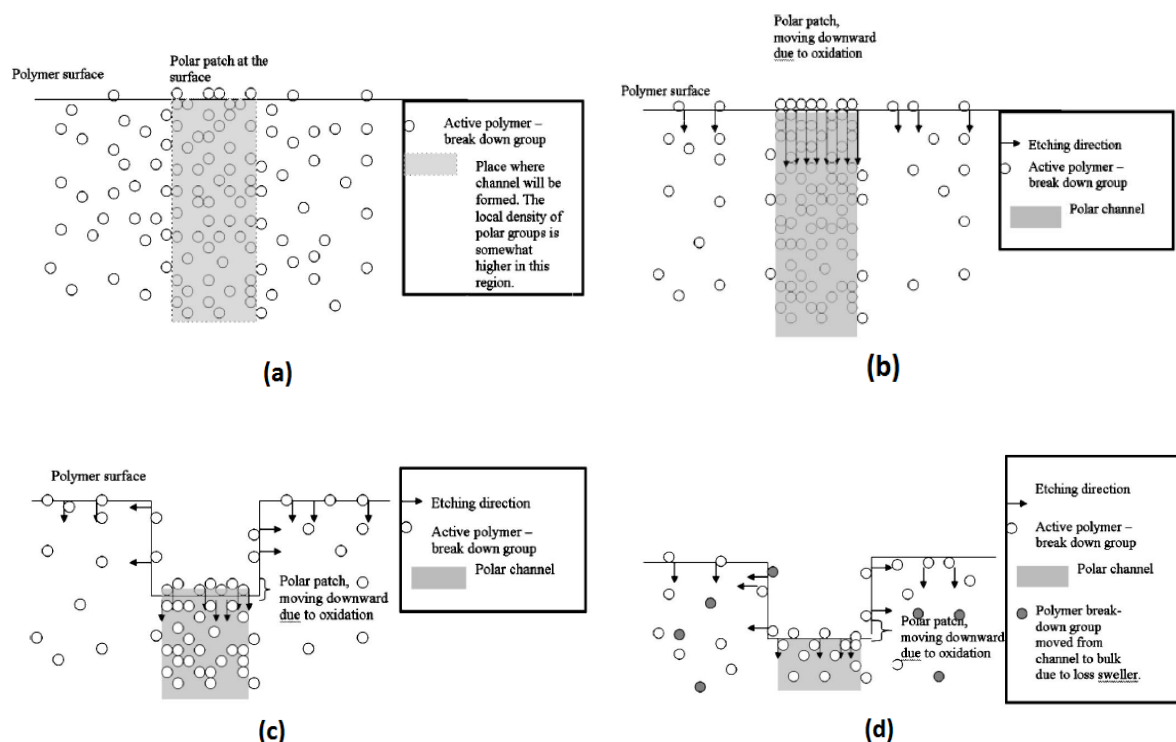 Polymer surface
Polar patch at the
surface
Active polymer –
break down group
Place where
channel will be
formed. The
local density of
polar groups is
somewhat
higher in this
region.
(a)
Polar patch,
moving downward
due to oxidation
Polymer surface
Etching direction
Active polymer –
break down group
Polar channel
(b)
Polymer surface
Etching direction
Active polymer –
break down group
Polar channel
Polar patch,
moving downward
due to oxidation
(c)
Etching direction
Active polymer –
break down group
Polar channel
Polymer break-
down group
moved from
channel to bulk
due to loss sweller.
Polar patch,
moving downward
due to oxidation
(d)